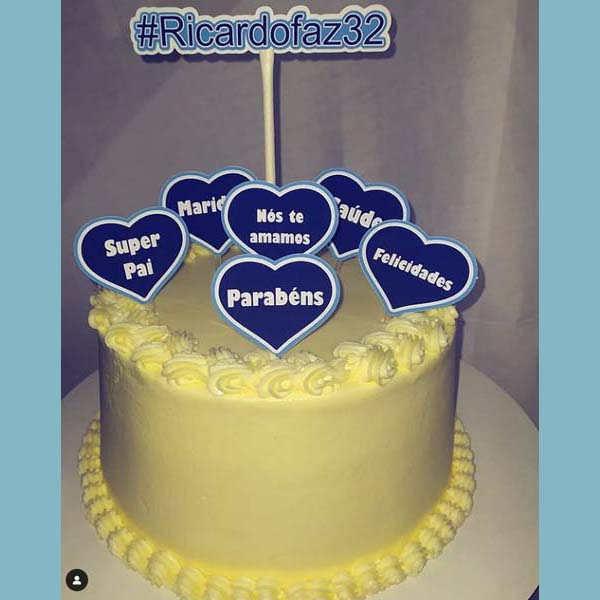 #Ricardofaz32
Nós te
amamos
Super
Pai
Felicidades
Parabéns